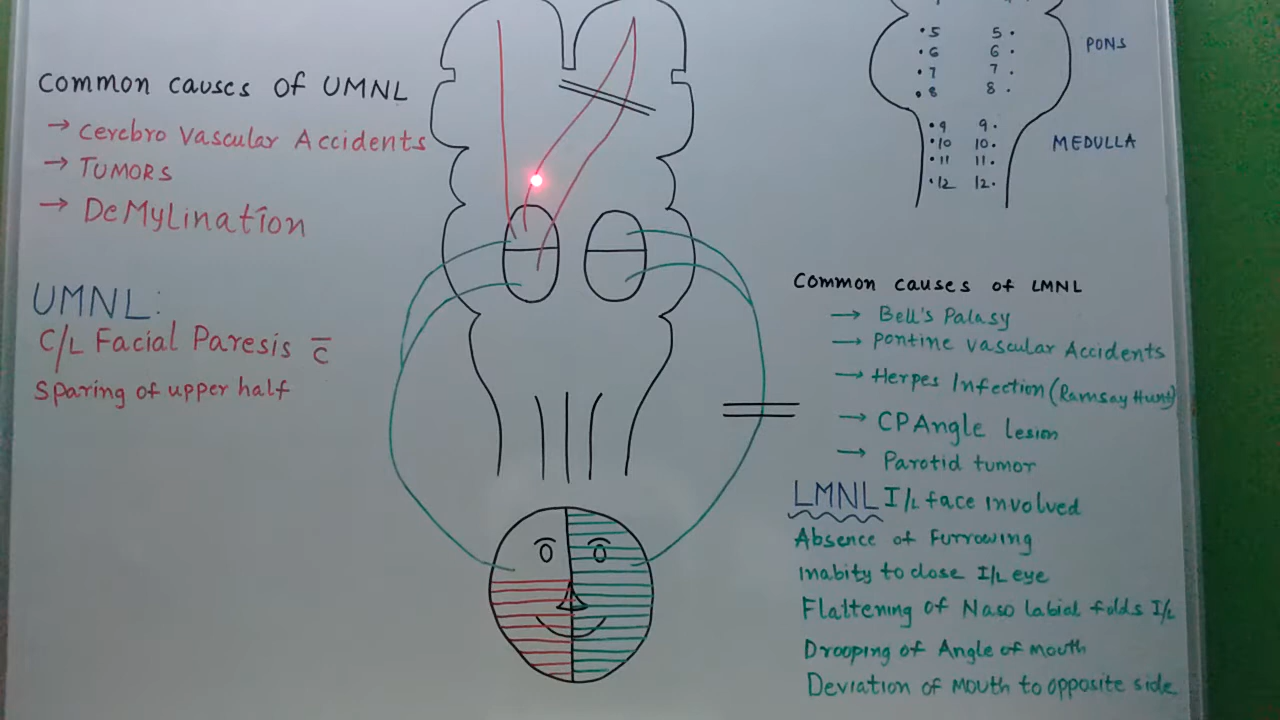 Common causes of UMNL
→ Cerebro Vascular Accidents
→ TUMORS
→ DeMylination
UMNL:
C/L Facial Paresis c̄
Sparing of upper half
•5 5•
•6 6•
•7 7•
•8 8•
PONS
•9 9•
•10 10•
•11 11•
•12 12•
MEDULLA
Common causes of LMNL
→ Bell's Palasy
→ Pontine vascular Accidents
→ Herpes Infection (Ramsay Hunt)
→ CP Angle lesion
→ Parotid tumor
LMNL I/L face involved
Absence of Furrowing
Inabity to close I/L eye
Flattening of Naso labial folds I/L
Drooping of Angle of mouth
Deviation of Mouth to opposite side